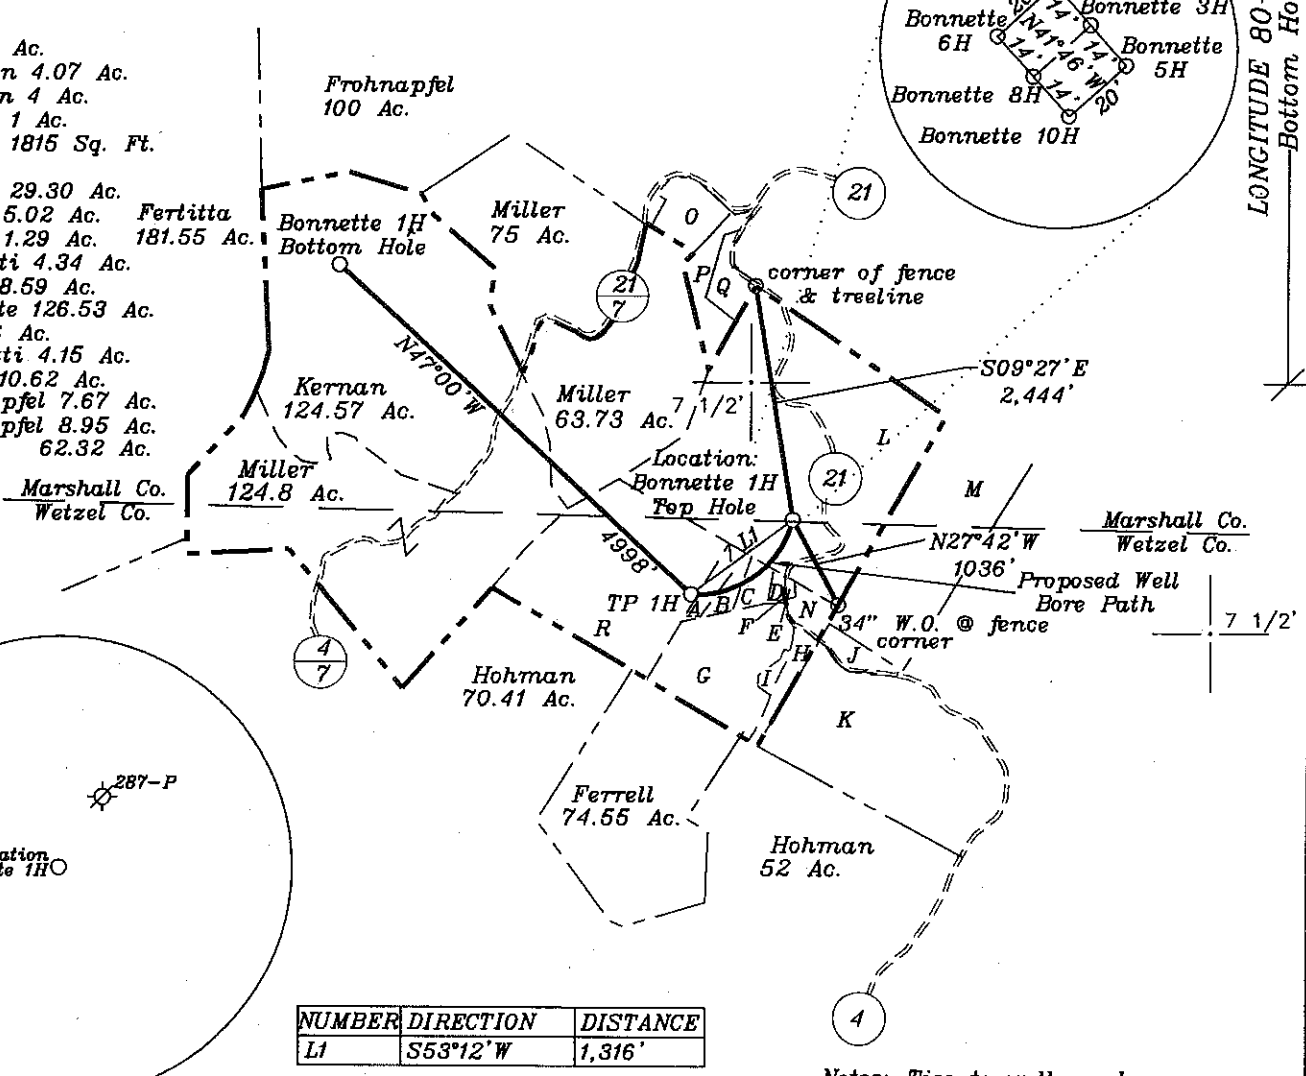 Ac.
4.07 Ac.
4 Ac.
1 Ac.
1815 Sq. Ft.
29.30 Ac.
5.02 Ac.
1.29 Ac.
4.34 Ac.
8.59 Ac.
126.53 Ac.
Ac.
4.15 Ac.
10.62 Ac.
7.67 Ac.
8.95 Ac.
62.32 Ac.
Fertitta
181.55 Ac.
Frohnapfel
100 Ac.
Bonnette 1H
Bottom Hole
Miller
75 Ac.
O
P
Q
21
21
7
Bonnette
6H
Bonnette 3H
Bonnette
5H
Bonnette 8H
Bonnette 10H
14'
14'
14'
14'
N41°46'W
20'
LONGITUDE 80
Bottom
corner of fence
& treeline
S09°27'E
2,444'
N47°00'W
4998'
Kernan
124.57 Ac.
Miller
63.73 Ac.
7 1/2'
Miller
124.8 Ac.
Location:
Bonnette 1H
Top Hole
L
21
M
Marshall Co.
Wetzel Co.
Marshall Co.
Wetzel Co.
N27°42'W
1036'
L1
Proposed Well
Bore Path
TP 1H
A
B
C
D
N
F
E
H
J
I
G
K
R
34" W.O. @ fence
corner
7 1/2'
4
7
Hohman
70.41 Ac.
Ferrell
74.55 Ac.
Hohman
52 Ac.
287-P
1H
4
NUMBER DIRECTION DISTANCE
L1 S53°12'W 1,316'